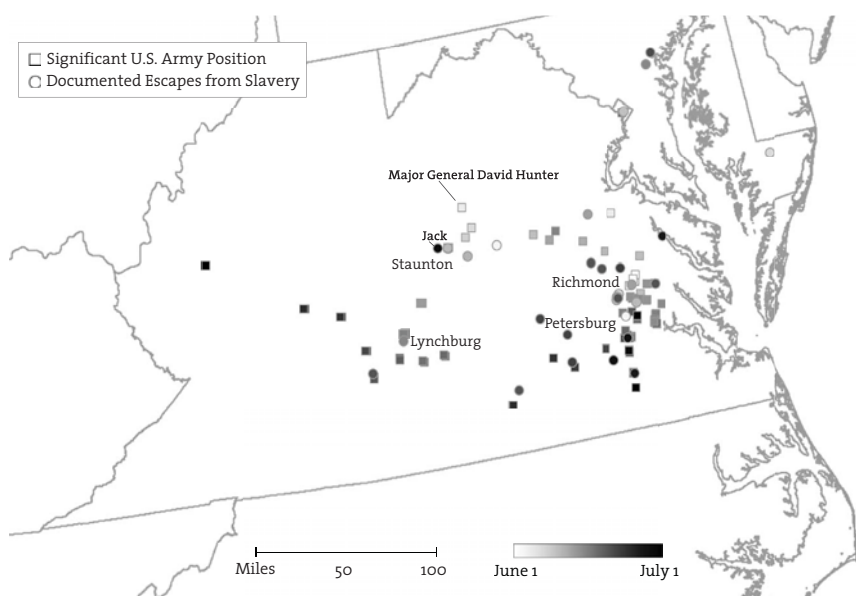 Significant U.S. Army Position
Documented Escapes from Slavery
Major General David Hunter
Jack
Staunton
Richmond
Petersburg
Lynchburg
Miles 50 100
June 1 July 1